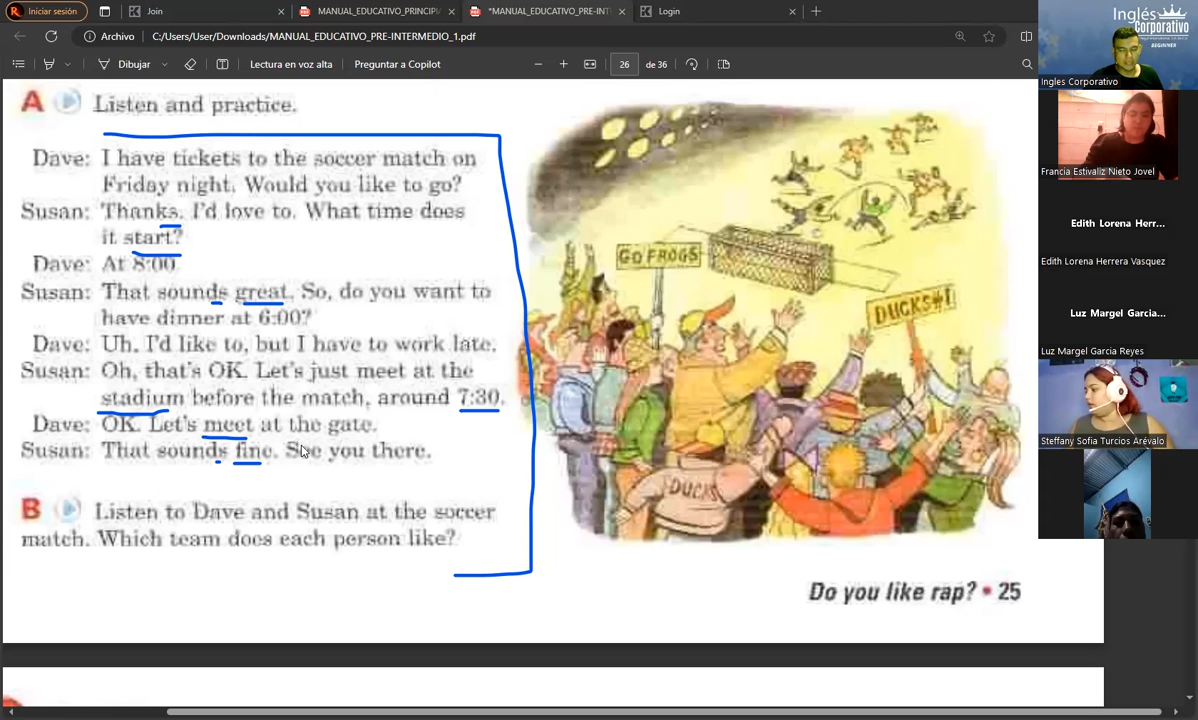 Iniciar sesión
Join
MANUAL_EDUCATIVO_PRINCIPI
*MANUAL_EDUCATIVO_PRE-INT
Login
Archivo
C:/Users/User/Downloads/MANUAL_EDUCATIVO_PRE-INTERMEDIO_1.pdf
Dibujar
Lectura en voz alta
Preguntar a Copilot
26
de 36
A Listen and practice.
Dave: I have tickets to the soccer match on
Friday night. Would you like to go?
Susan: Thanks. I'd love to. What time does
it start?
Dave: At 8:00.
Susan: That sounds great. So, do you want to
have dinner at 6:00?
Dave: Uh, I'd like to, but I have to work late.
Susan: Oh, that's OK. Let's just meet at the
stadium before the match, around 7:30.
Dave: OK. Let's meet at the gate.
Susan: That sounds fine. See you there.
B Listen to Dave and Susan at the soccer
match. Which team does each person like?
GO FROGS
DUCKS#1
DUCKS
Do you like rap? • 25
Inglés
Corporativo
BEGINNER
Ingles Corporativo
Francia Estivaliz Nieto Jovel
Edith Lorena Herr...
Edith Lorena Herrera Vasquez
Luz Margel Garcia...
Luz Margel Garcia Reyes
Steffany Sofia Turcios Arévalo